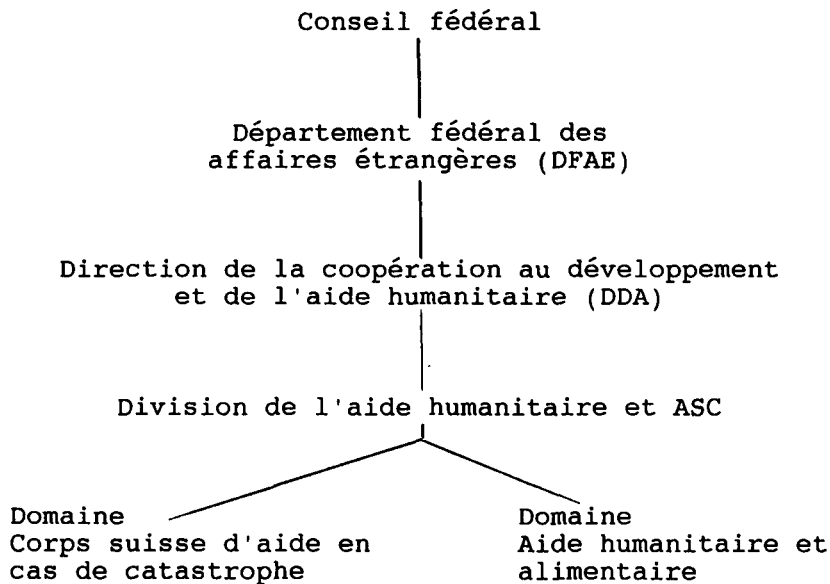 Conseil fédéral
Département fédéral des
affaires étrangères (DFAE)
Direction de la coopération au développement
et de l'aide humanitaire (DDA)
Division de l'aide humanitaire et ASC
Domaine
Corps suisse d'aide en
cas de catastrophe
Domaine
Aide humanitaire et
alimentaire